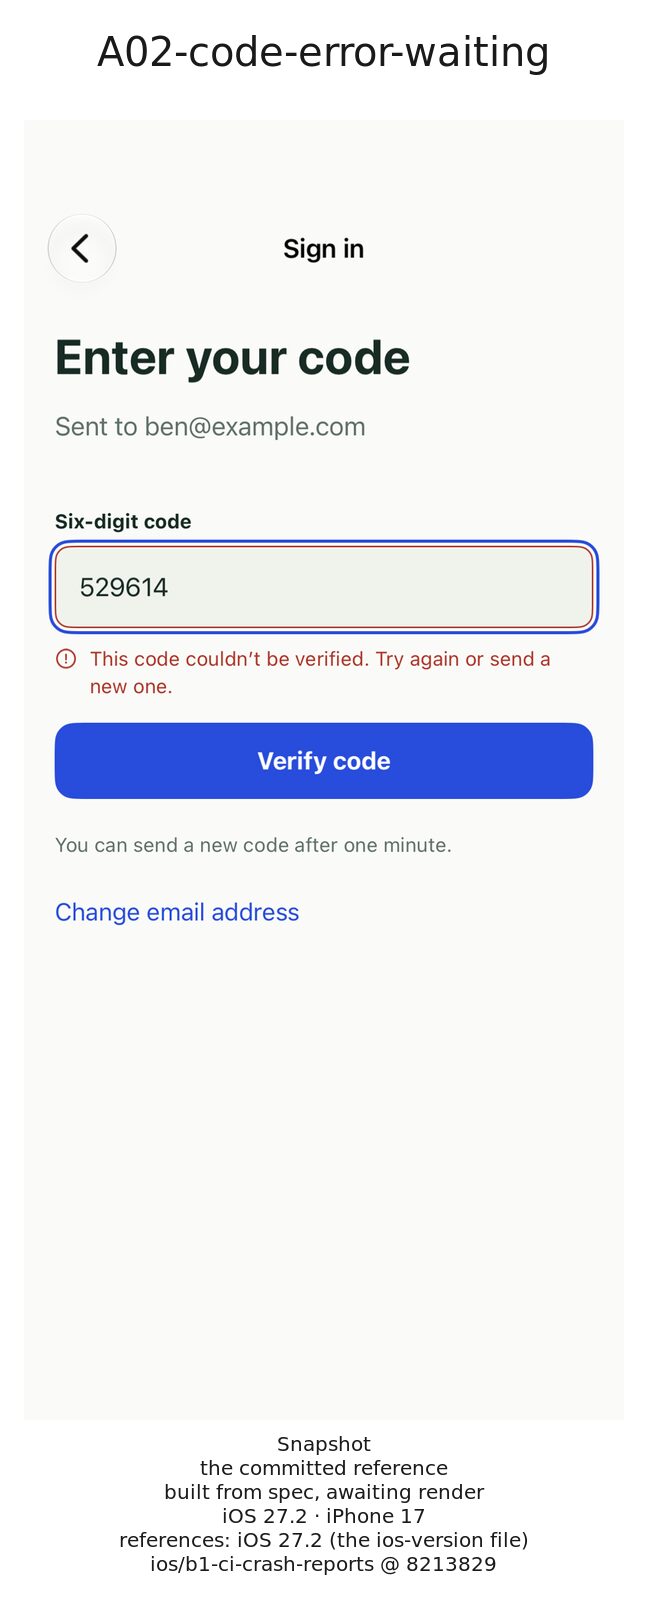 A02-code-error-waiting
Sign in
Enter your code
Sent to ben@example.com
Six-digit code
529614
This code couldn’t be verified. Try again or send a
new one.
Verify code
You can send a new code after one minute.
Change email address
Snapshot
the committed reference
built from spec, awaiting render
iOS 27.2 · iPhone 17
references: iOS 27.2 (the ios-version file)
ios/b1-ci-crash-reports @ 8213829